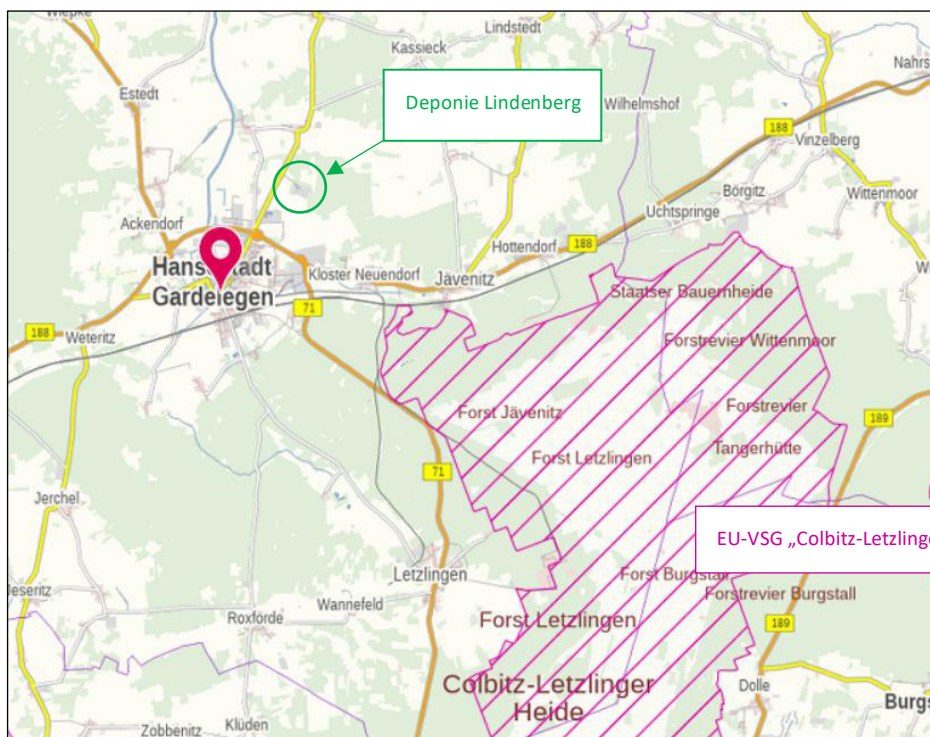 Wiepke
Lindstedt
Kassieck
Nahrs
Estedt
Deponie Lindenberg
Wilhelmshof
188
Vinzelberg
Börgitz
Wittenmoor
Uchtspringe
Ackendorf
Hottendorf
188
Hansestadt
Gardelegen
Kloster Neuendorf
Jävenitz
Staatser Bauernheide
71
188
Weteritz
Forstrevier Wittenmoor
Forst Jävenitz
Forstrevier
189
Tangerhütte
Forst Letzlingen
71
Jerchel
EU-VSG „Colbitz-Letzling
Letzlingen
Forst Burgstall
Jeseritz
Forstrevier Burgstall
Wannefeld
Roxförde
Forst Letzlingen
189
Colbitz-Letzlinger
Heide
Dolle
Burgs
Zobbenitz
Klüden